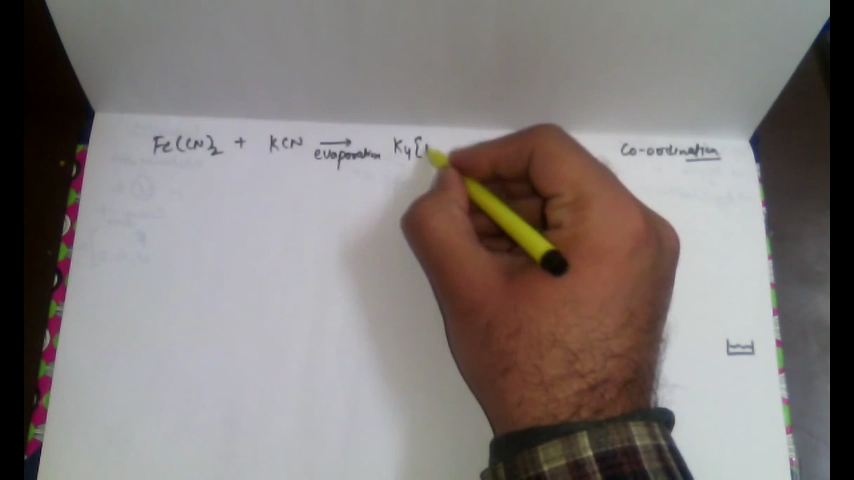 Fe(CN)2 + KCN → K4[
evaporation
Co-ordination